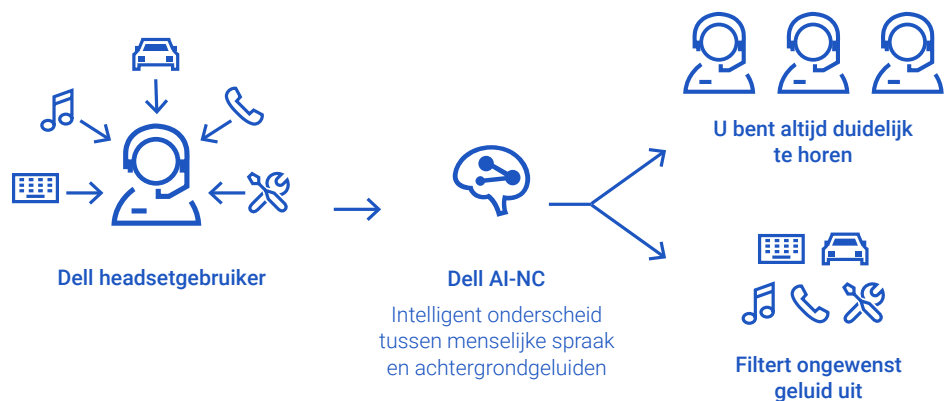 Dell headsetgebruiker
Dell AI-NC
Intelligent onderscheid
tussen menselijke spraak
en achtergrondgeluiden
U bent altijd duidelijk
te horen
Filtert ongewenst
geluid uit